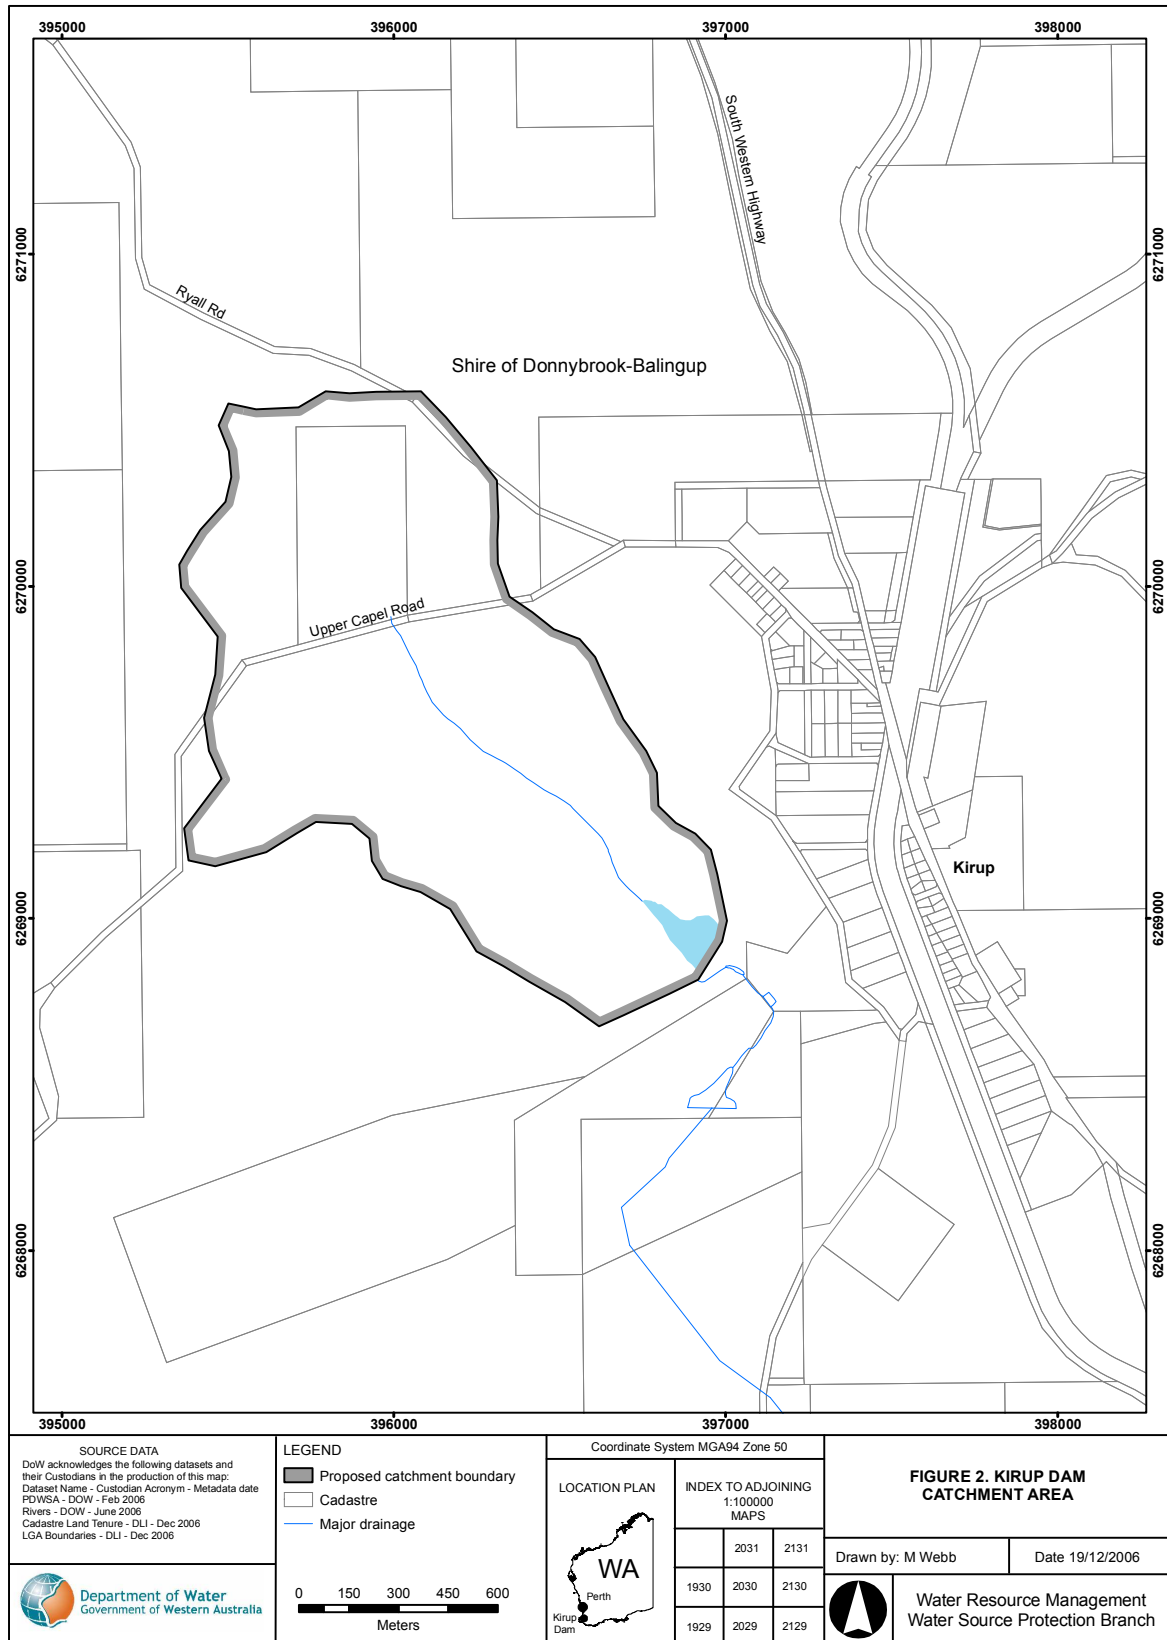 395000
396000
397000
398000
6271000
6271000
6270000
6270000
6269000
6269000
6268000
6268000
South Western Highway
Ryall Rd
Shire of Donnybrook-Balingup
Upper Capel Road
Kirup
395000
396000
397000
398000
SOURCE DATA
DoW acknowledges the following datasets and
their Custodians in the production of this map:
Dataset Name - Custodian Acronym - Metadata date
PDWSA - DOW - Feb 2006
Rivers - DOW - June 2006
Cadastre Land Tenure - DLI - Dec 2006
LGA Boundaries - DLI - Dec 2006
Department of Water
Government of Western Australia
LEGEND
Proposed catchment boundary
Cadastre
Major drainage
0 150 300 450 600
Meters
Coordinate System MGA94 Zone 50
LOCATION PLAN
WA
Perth
Kirup
Dam
INDEX TO ADJOINING
1:100000
MAPS
2031 2131
1930 2030 2130
1929 2029 2129
FIGURE 2. KIRUP DAM
CATCHMENT AREA
Drawn by: M Webb
Date 19/12/2006
Water Resource Management
Water Source Protection Branch